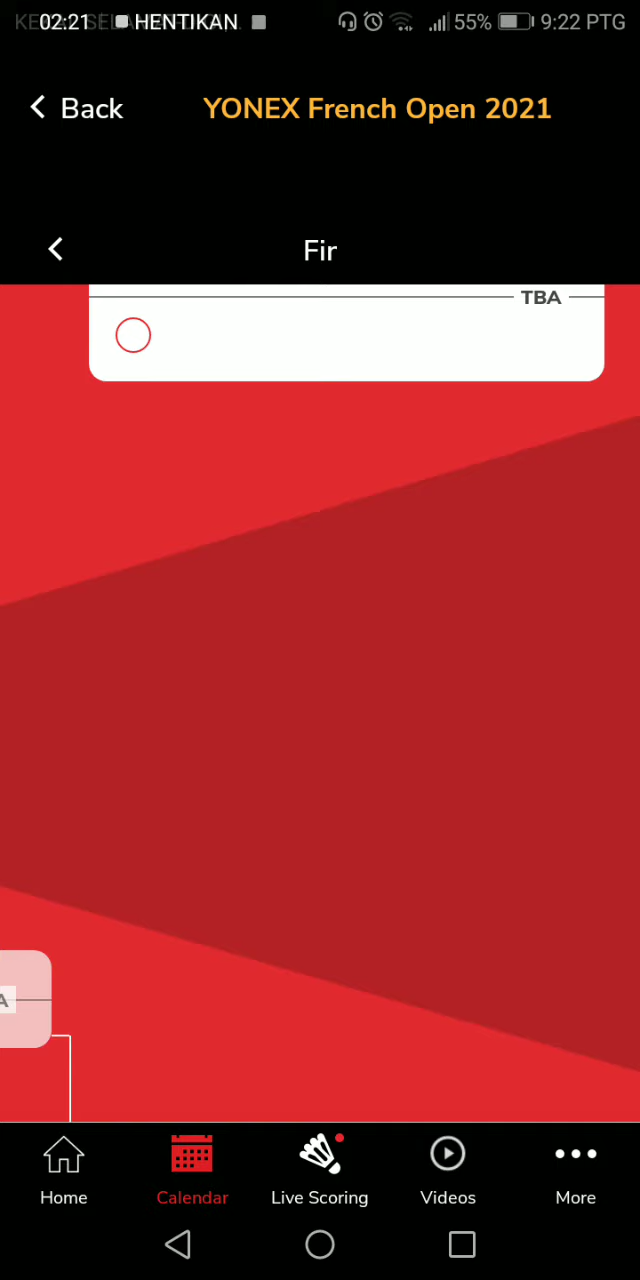 02:21 HENTIKAN 55% 9:22 PTG
Back YONEX French Open 2021
Fir
TBA
A
Home Calendar Live Scoring Videos More